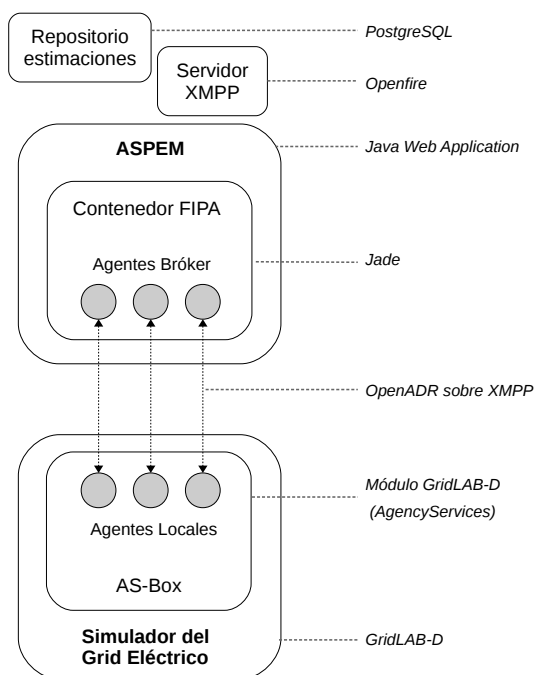 Repositorio
estimaciones
PostgreSQL
Servidor
XMPP
Openfire
ASPEM
Java Web Application
Contenedor FIPA
Agentes Bróker
Jade
OpenADR sobre XMPP
Módulo GridLAB-D
(AgencyServices)
Agentes Locales
AS-Box
Simulador del
Grid Eléctrico
GridLAB-D